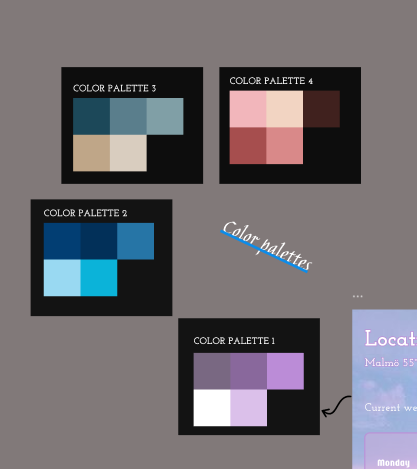 COLOR PALETTE 3
COLOR PALETTE 4
COLOR PALETTE 2
Color palettes
COLOR PALETTE 1
Locat
Malmö 55°
Current we
Monday